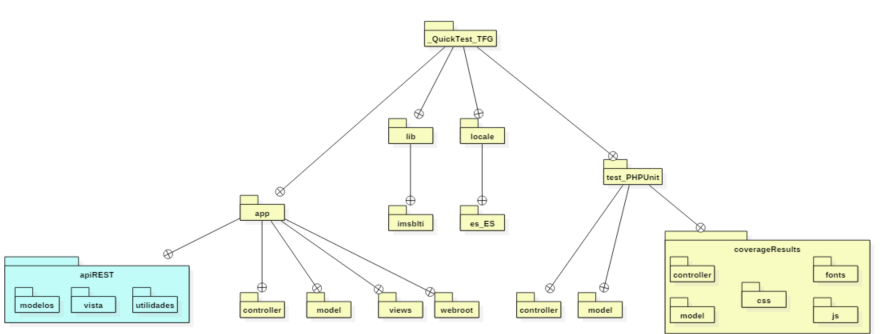 _QuickTest_TFG
lib
locale
test_PHPUnit
app
imsblti
es_ES
apiREST
modelos
vista
utilidades
controller
model
views
webroot
controller
model
coverageResults
controller
fonts
css
model
js